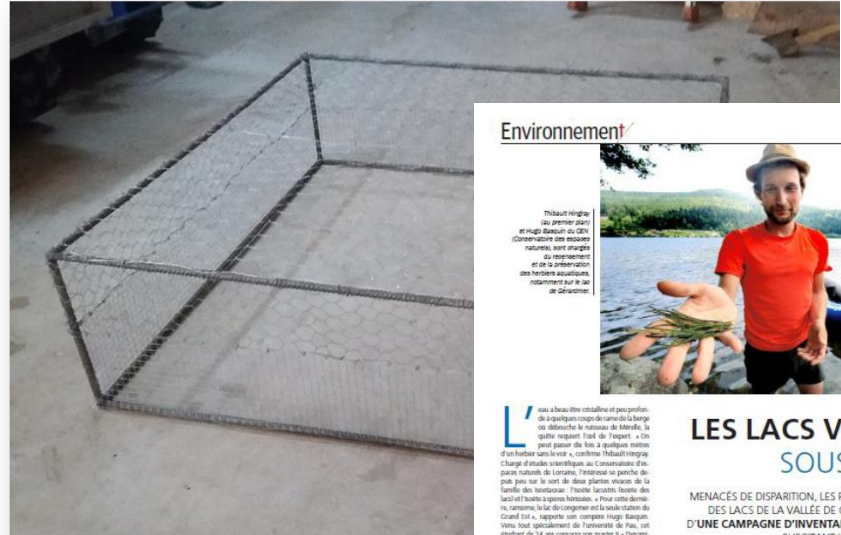 Environnement
Thibault Hingray
(au premier plan)
et Hugo Basquin du CEN
(Conservatoire des espaces
naturels), sont chargés
du recensement
et de la préservation
des herbiers aquatiques,
notamment sur le lac
de Gérardmer.
L'eau a beau être cristalline et peu profon-
de à quelques coups de rame de la berge
où débouche le ruisseau de Mérelle, la
quête requiert l'œil de l'expert. « On
peut passer dix fois à quelques mètres
d'un herbier sans le voir », confirme Thibault Hingray.
Chargé d'études scientifiques au Conservatoire d'es-
paces naturels de Lorraine, l'intéressé se penche de-
puis peu sur le sort de deux plantes vivaces de la
famille des Isoetaceae : l'isoète lacustris (isoète des
lacs) et l'isoète à spores hérissées. « Pour cette derniè-
re, rarissime, le lac de Longemer est la seule station du
Grand Est », rapporte son compère Hugo Basquin.
Venu tout spécialement de l'université de Pau, cet
LES LACS V
SOUS
MENACÉS DE DISPARITION, LES
DES LACS DE LA VALLÉE DE
D'UNE CAMPAGNE D'INVENTA